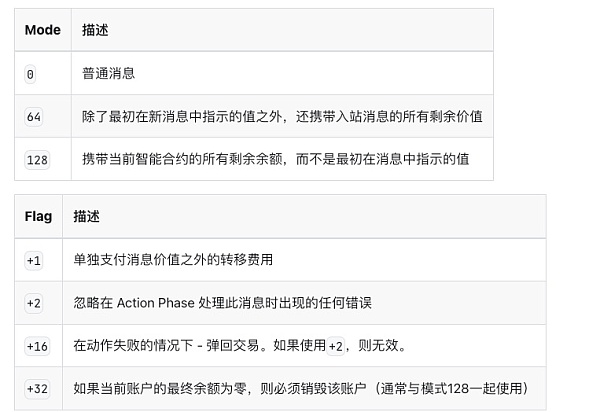 Mode 描述
0 普通消息
64 除了最初在新消息中指示的值之外，还携带入站消息的所有剩余价值
128 携带当前智能合约的所有剩余余额，而不是最初在消息中指示的值
Flag 描述
+1 单独支付消息价值之外的转移费用
+2 忽略在 Action Phase 处理此消息时出现的任何错误
+16 在动作失败的情况下 - 弹回交易。如果使用+2，则无效。
+32 如果当前账户的最终余额为零，则必须销毁该账户（通常与模式128一起使用）